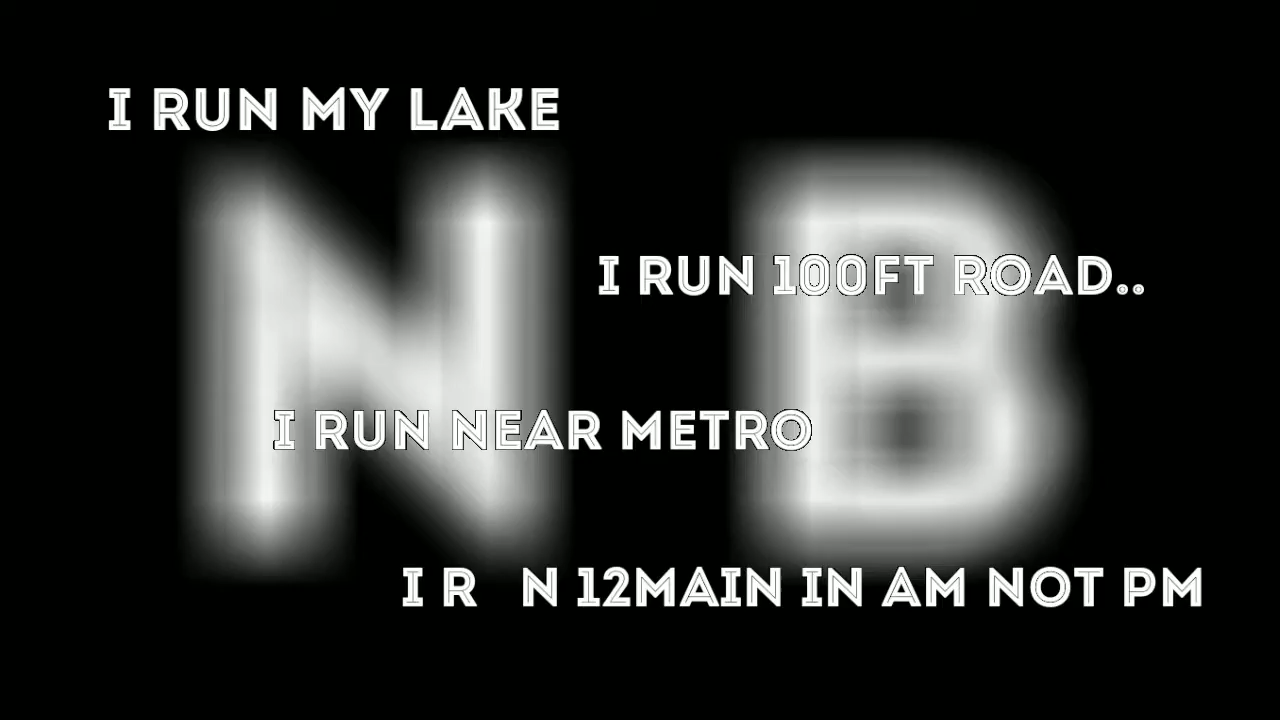 I RUN MY LAKE
N B
I RUN 100FT ROAD..
I RUN NEAR METRO
I R N 12MAIN IN AM NOT PM